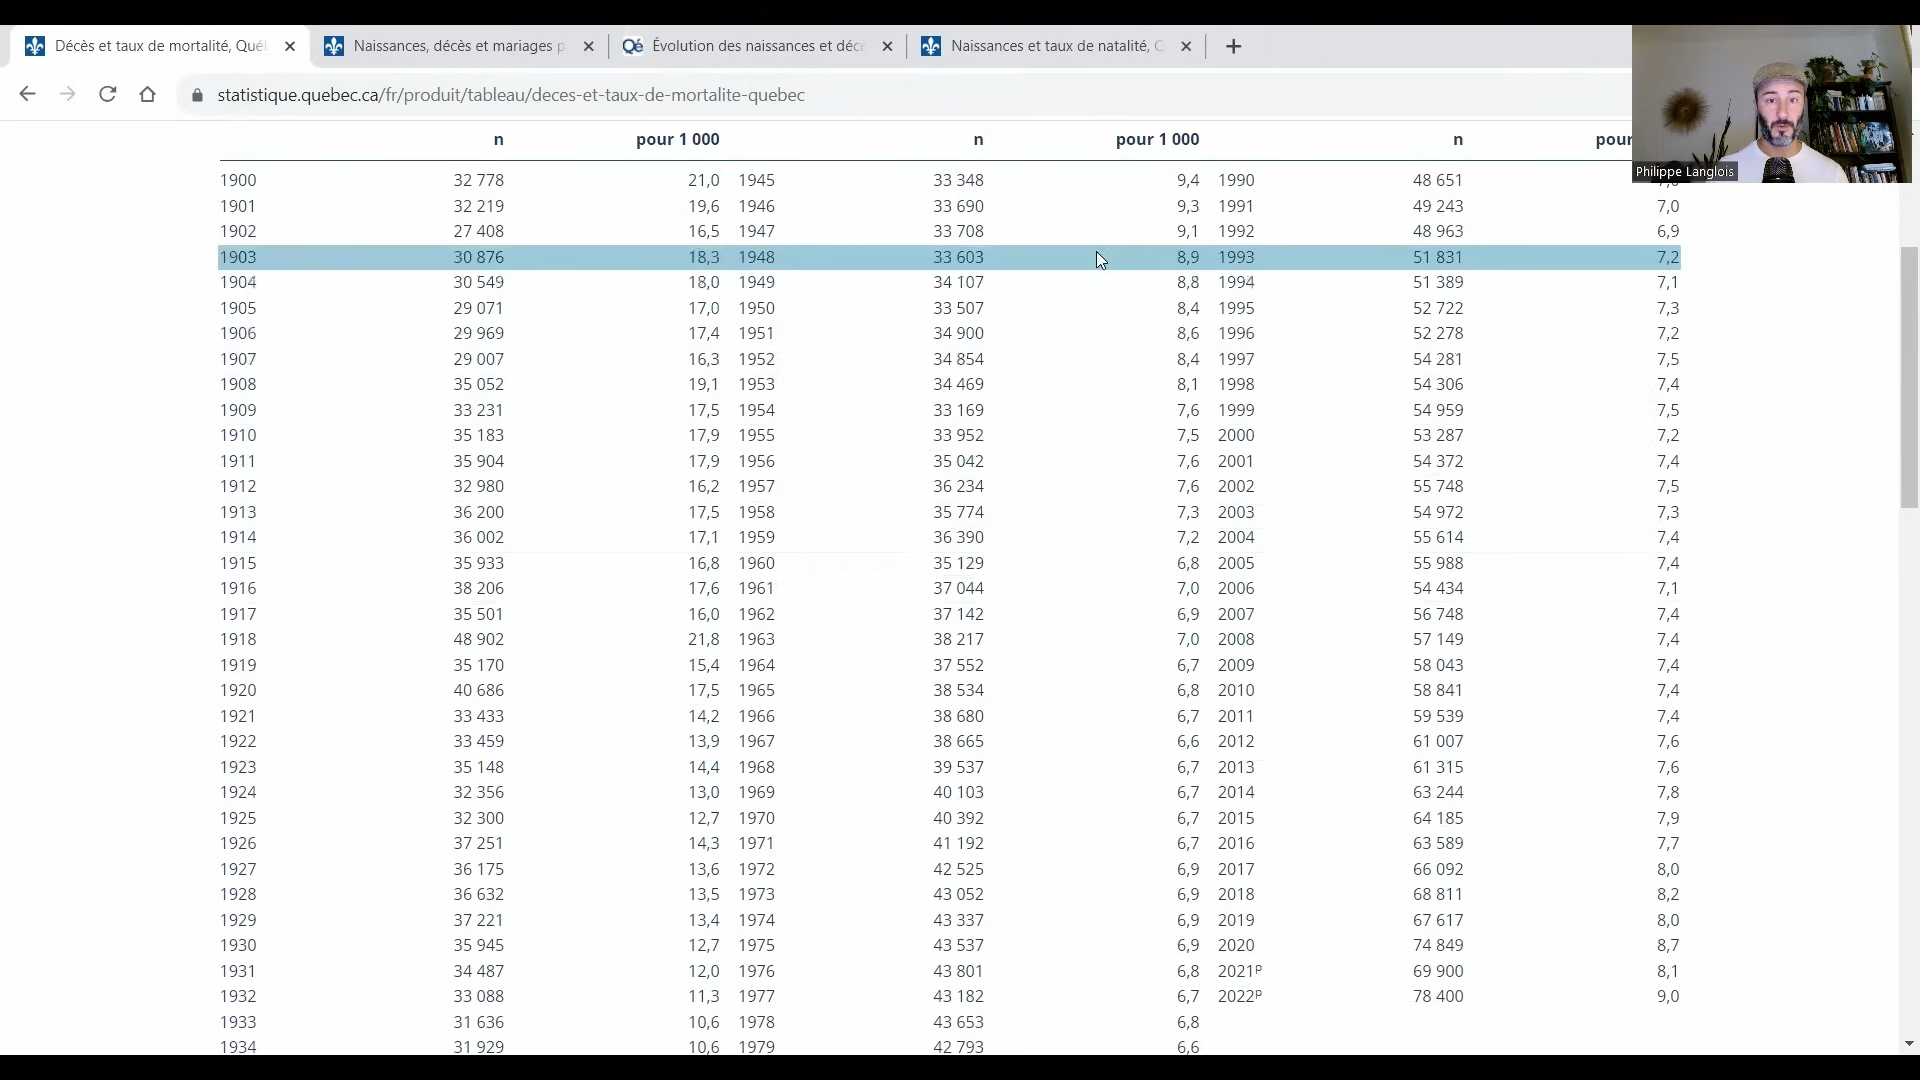 Décès et taux de mortalité, Qué
Naissances, décès et mariages p
Qé Évolution des naissances et déc
Naissances et taux de natalité, Q
statistique.quebec.ca/fr/produit/tableau/deces-et-taux-de-mortalite-quebec
Philippe Langlois
n pour 1 000 n pour 1 000 n pour
1900 32 778 21,0 1945 33 348 9,4 1990 48 651
1901 32 219 19,6 1946 33 690 9,3 1991 49 243 7,0
1902 27 408 16,5 1947 33 708 9,1 1992 48 963 6,9
1903 30 876 18,3 1948 33 603 8,9 1993 51 831 7,2
1904 30 549 18,0 1949 34 107 8,8 1994 51 389 7,1
1905 29 071 17,0 1950 33 507 8,4 1995 52 722 7,3
1906 29 969 17,4 1951 34 900 8,6 1996 52 278 7,2
1907 29 007 16,3 1952 34 854 8,4 1997 54 281 7,5
1908 35 052 19,1 1953 34 469 8,1 1998 54 306 7,4
1909 33 231 17,5 1954 33 169 7,6 1999 54 959 7,5
1910 35 183 17,9 1955 33 952 7,5 2000 53 287 7,2
1911 35 904 17,9 1956 35 042 7,6 2001 54 372 7,4
1912 32 980 16,2 1957 36 234 7,6 2002 55 748 7,5
1913 36 200 17,5 1958 35 774 7,3 2003 54 972 7,3
1914 36 002 17,1 1959 36 390 7,2 2004 55 614 7,4
1915 35 933 16,8 1960 35 129 6,8 2005 55 988 7,4
1916 38 206 17,6 1961 37 044 7,0 2006 54 434 7,1
1917 35 501 16,0 1962 37 142 6,9 2007 56 748 7,4
1918 48 902 21,8 1963 38 217 7,0 2008 57 149 7,4
1919 35 170 15,4 1964 37 552 6,7 2009 58 043 7,4
1920 40 686 17,5 1965 38 534 6,8 2010 58 841 7,4
1921 33 433 14,2 1966 38 680 6,7 2011 59 539 7,4
1922 33 459 13,9 1967 38 665 6,6 2012 61 007 7,6
1923 35 148 14,4 1968 39 537 6,7 2013 61 315 7,6
1924 32 356 13,0 1969 40 103 6,7 2014 63 244 7,8
1925 32 300 12,7 1970 40 392 6,7 2015 64 185 7,9
1926 37 251 14,3 1971 41 192 6,7 2016 63 589 7,7
1927 36 175 13,6 1972 42 525 6,9 2017 66 092 8,0
1928 36 632 13,5 1973 43 052 6,9 2018 68 811 8,2
1929 37 221 13,4 1974 43 337 6,9 2019 67 617 8,0
1930 35 945 12,7 1975 43 537 6,9 2020 74 849 8,7
1931 34 487 12,0 1976 43 801 6,8 2021ᵖ 69 900 8,1
1932 33 088 11,3 1977 43 182 6,7 2022ᵖ 78 400 9,0
1933 31 636 10,6 1978 43 653 6,8
1934 31 929 10,6 1979 42 793 6,6